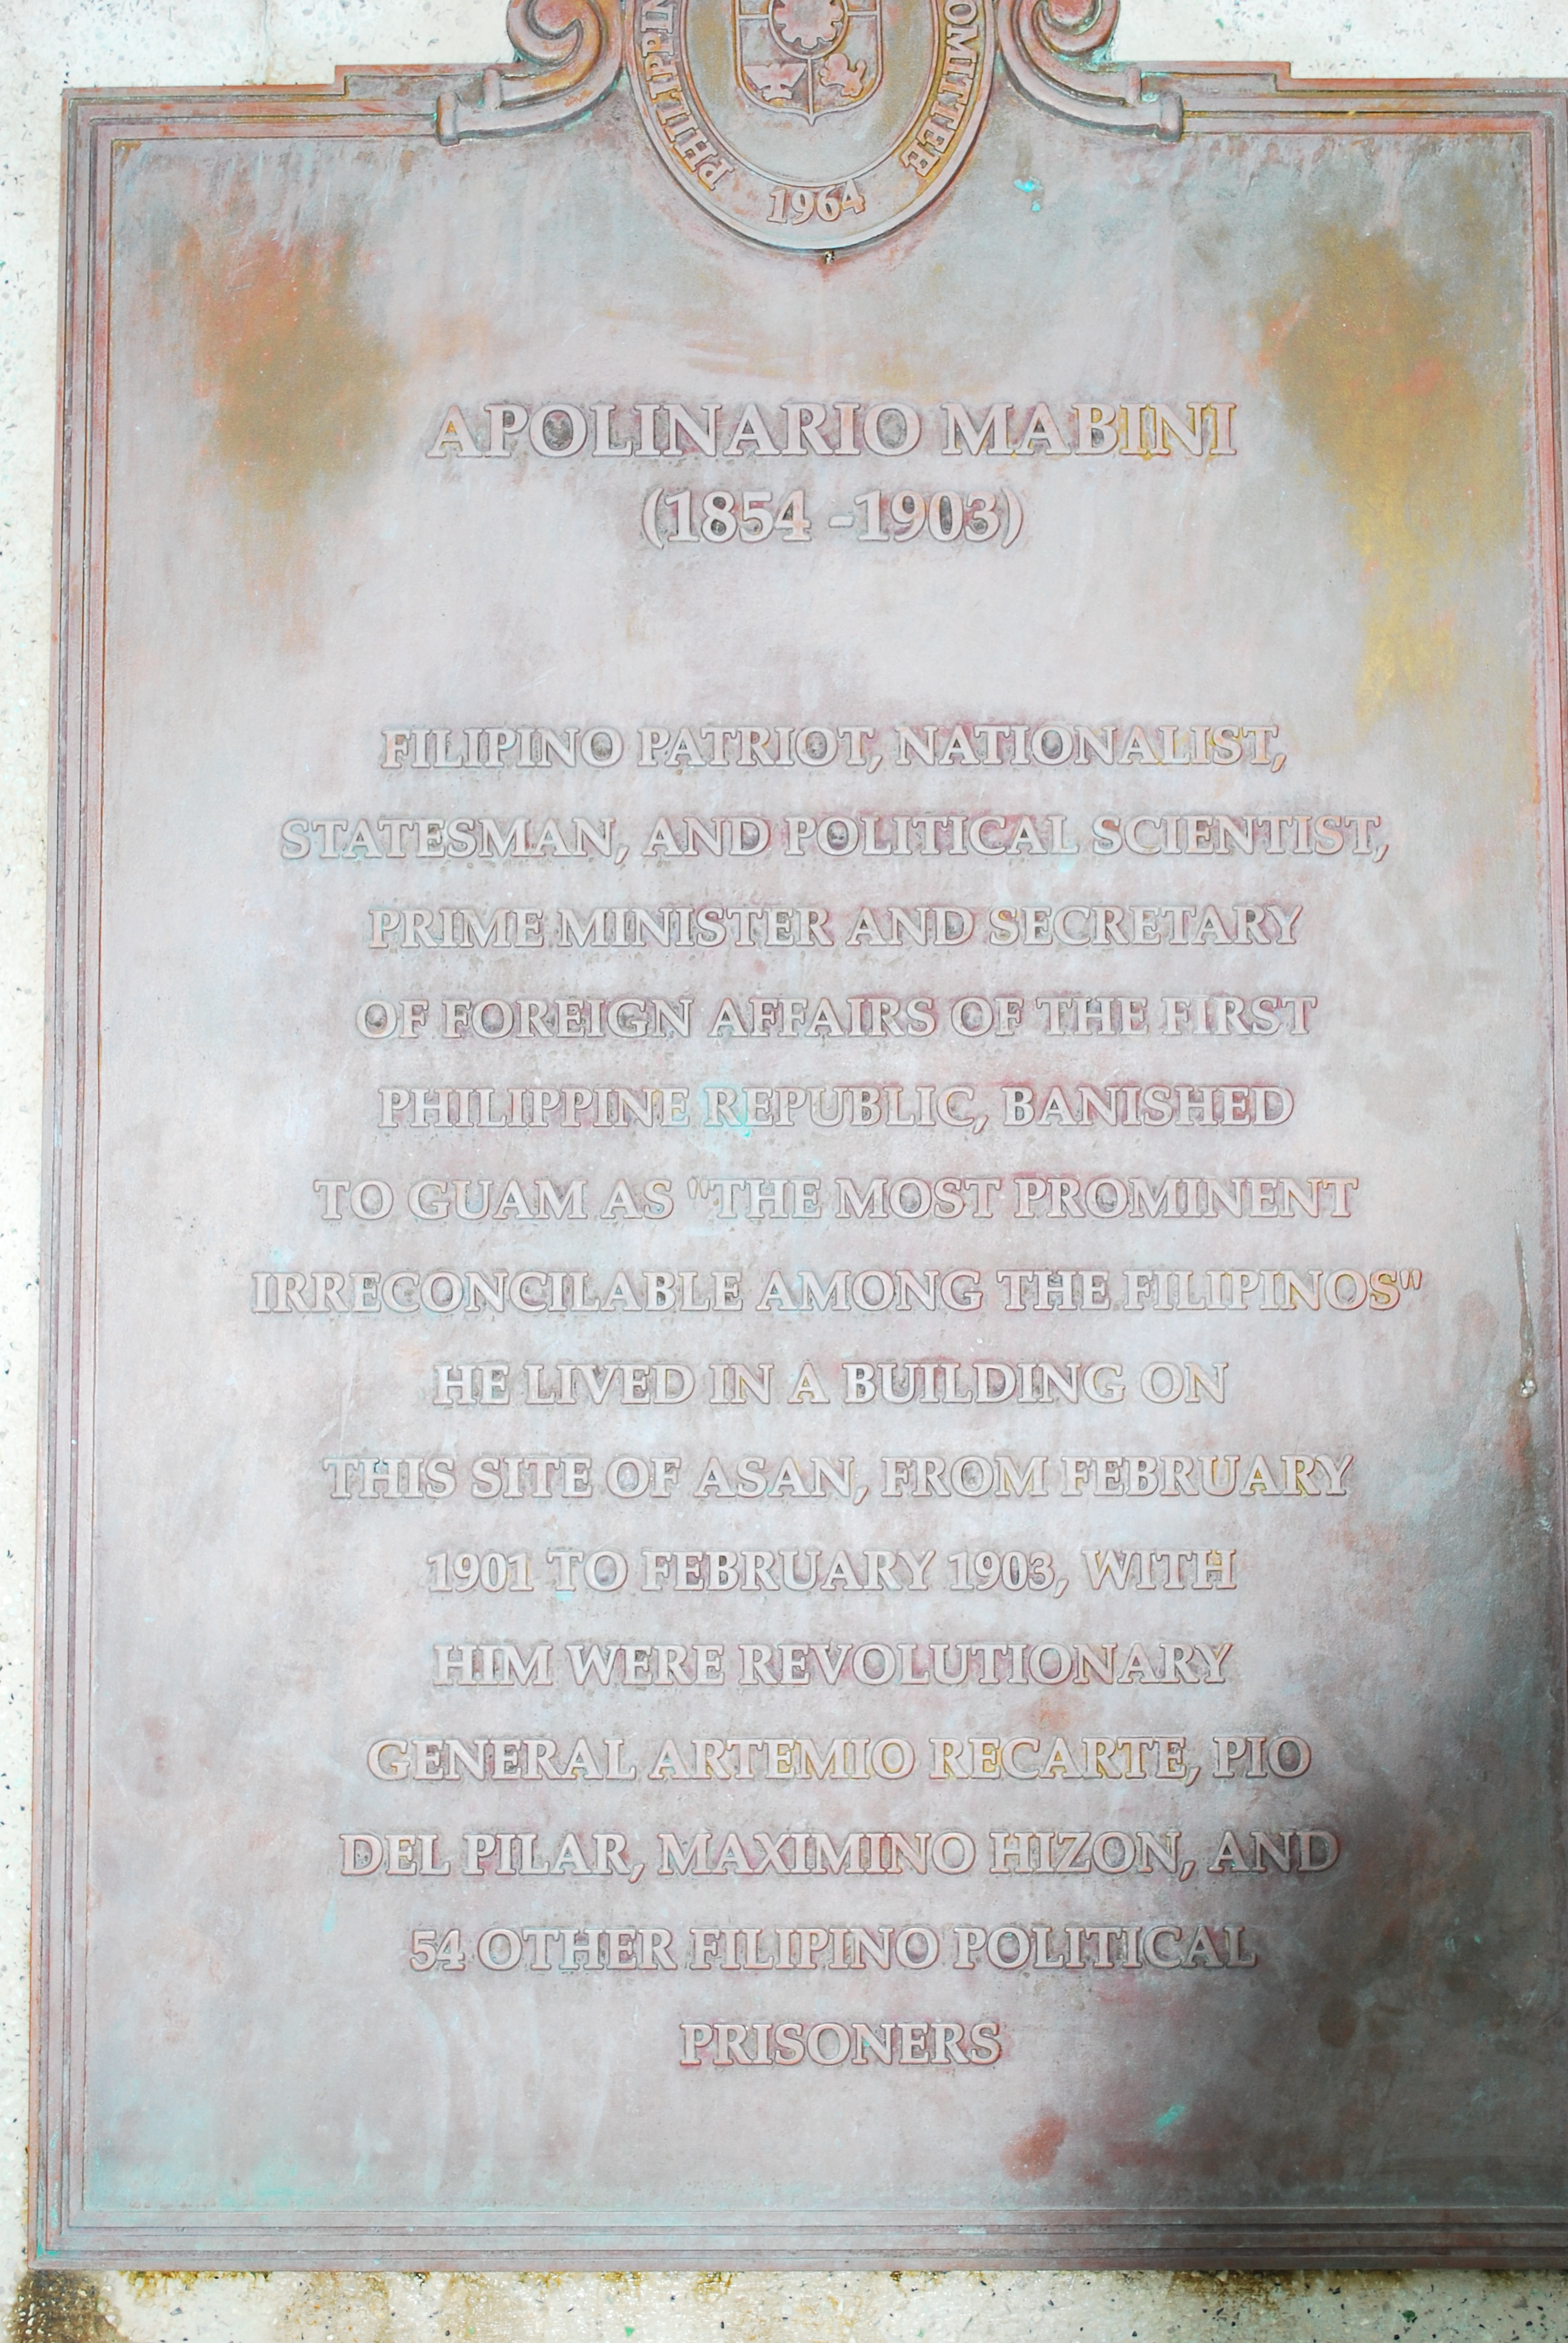 PHILIPPIN
OMITEE
1964
APOLINARIO MABINI
(1854 -1903)
FILIPINO PATRIOT, NATIONALIST,
STATESMAN, AND POLITICAL SCIENTIST,
PRIME MINISTER AND SECRETARY
OF FOREIGN AFFAIRS OF THE FIRST
PHILIPPINE REPUBLIC, BANISHED
TO GUAM AS "THE MOST PROMINENT
IRRECONCILABLE AMONG THE FILIPINOS"
HE LIVED IN A BUILDING ON
THIS SITE OF ASAN, FROM FEBRUARY
1901 TO FEBRUARY 1903, WITH
HIM WERE REVOLUTIONARY
GENERAL ARTEMIO RECARTE, PIO
DEL PILAR, MAXIMINO HIZON, AND
54 OTHER FILIPINO POLITICAL
PRISONERS